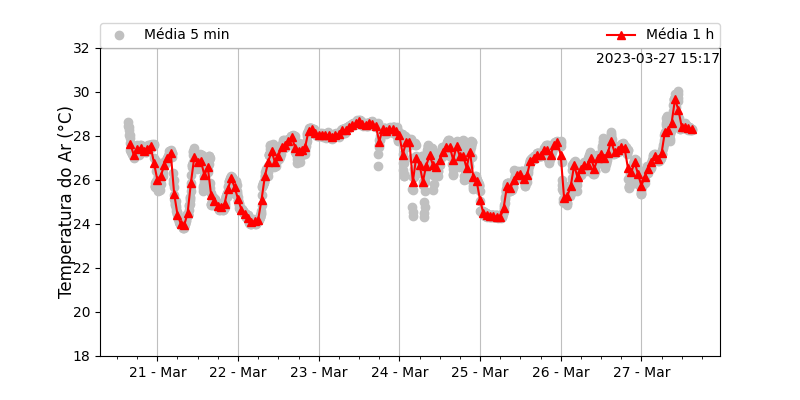 Média 5 min
Média 1 h
2023-03-27 15:17
Temperatura do Ar (°C)
32
30
28
26
24
22
20
18
21 - Mar
22 - Mar
23 - Mar
24 - Mar
25 - Mar
26 - Mar
27 - Mar